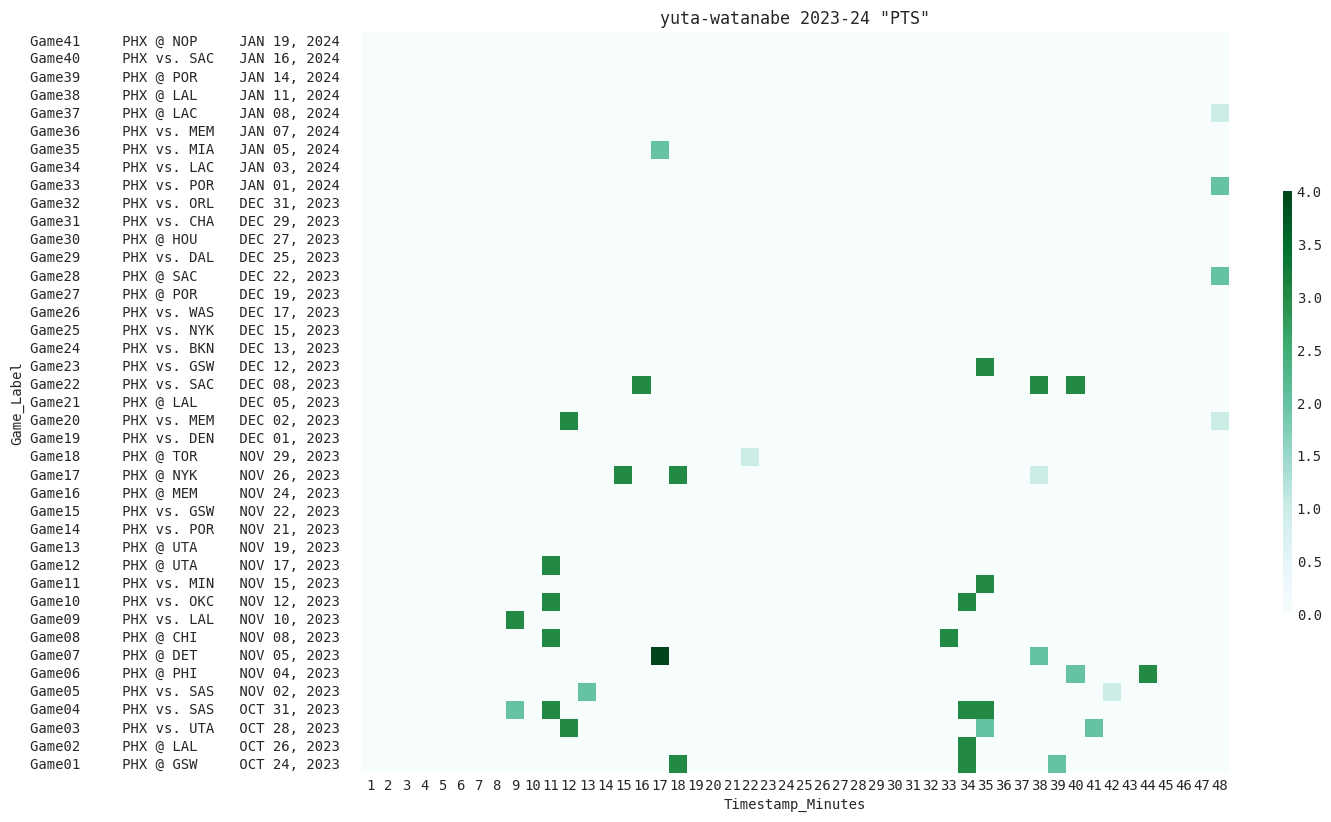 yuta-watanabe 2023-24 "PTS"
Game41 PHX @ NOP JAN 19, 2024
Game40 PHX vs. SAC JAN 16, 2024
Game39 PHX @ POR JAN 14, 2024
Game38 PHX @ LAL JAN 11, 2024
Game37 PHX @ LAC JAN 08, 2024
Game36 PHX vs. MEM JAN 07, 2024
Game35 PHX vs. MIA JAN 05, 2024
Game34 PHX vs. LAC JAN 03, 2024
Game33 PHX vs. POR JAN 01, 2024
Game32 PHX vs. ORL DEC 31, 2023
Game31 PHX vs. CHA DEC 29, 2023
Game30 PHX @ HOU DEC 27, 2023
Game29 PHX vs. DAL DEC 25, 2023
Game28 PHX @ SAC DEC 22, 2023
Game27 PHX @ POR DEC 19, 2023
Game26 PHX vs. WAS DEC 17, 2023
Game25 PHX vs. NYK DEC 15, 2023
Game24 PHX vs. BKN DEC 13, 2023
Game23 PHX vs. GSW DEC 12, 2023
Game22 PHX vs. SAC DEC 08, 2023
Game21 PHX @ LAL DEC 05, 2023
Game20 PHX vs. MEM DEC 02, 2023
Game19 PHX vs. DEN DEC 01, 2023
Game18 PHX @ TOR NOV 29, 2023
Game17 PHX @ NYK NOV 26, 2023
Game16 PHX @ MEM NOV 24, 2023
Game15 PHX vs. GSW NOV 22, 2023
Game14 PHX vs. POR NOV 21, 2023
Game13 PHX @ UTA NOV 19, 2023
Game12 PHX @ UTA NOV 17, 2023
Game11 PHX vs. MIN NOV 15, 2023
Game10 PHX vs. OKC NOV 12, 2023
Game09 PHX vs. LAL NOV 10, 2023
Game08 PHX @ CHI NOV 08, 2023
Game07 PHX @ DET NOV 05, 2023
Game06 PHX @ PHI NOV 04, 2023
Game05 PHX vs. SAS NOV 02, 2023
Game04 PHX vs. SAS OCT 31, 2023
Game03 PHX vs. UTA OCT 28, 2023
Game02 PHX @ LAL OCT 26, 2023
Game01 PHX @ GSW OCT 24, 2023
Game_Label
1 2 3 4 5 6 7 8 9 10 11 12 13 14 15 16 17 18 19 20 21 22 23 24 25 26 27 28 29 30 31 32 33 34 35 36 37 38 39 40 41 42 43 44 45 46 47 48
Timestamp_Minutes
4.0
3.5
3.0
2.5
2.0
1.5
1.0
0.5
0.0